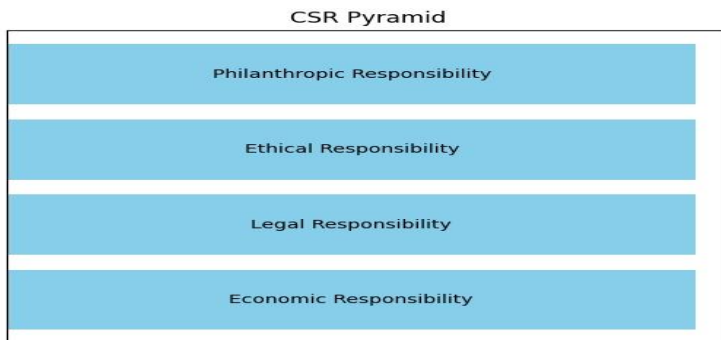 CSR Pyramid
Philanthropic Responsibility
Ethical Responsibility
Legal Responsibility
Economic Responsibility